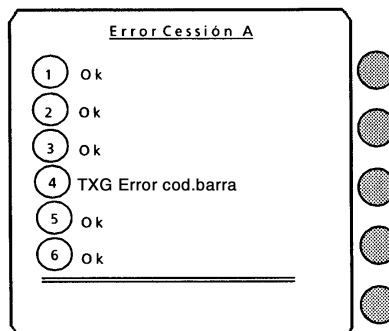 Error Cessión A
1 Ok
2 Ok
3 Ok
4 TXG Error cod.barra
5 Ok
6 Ok